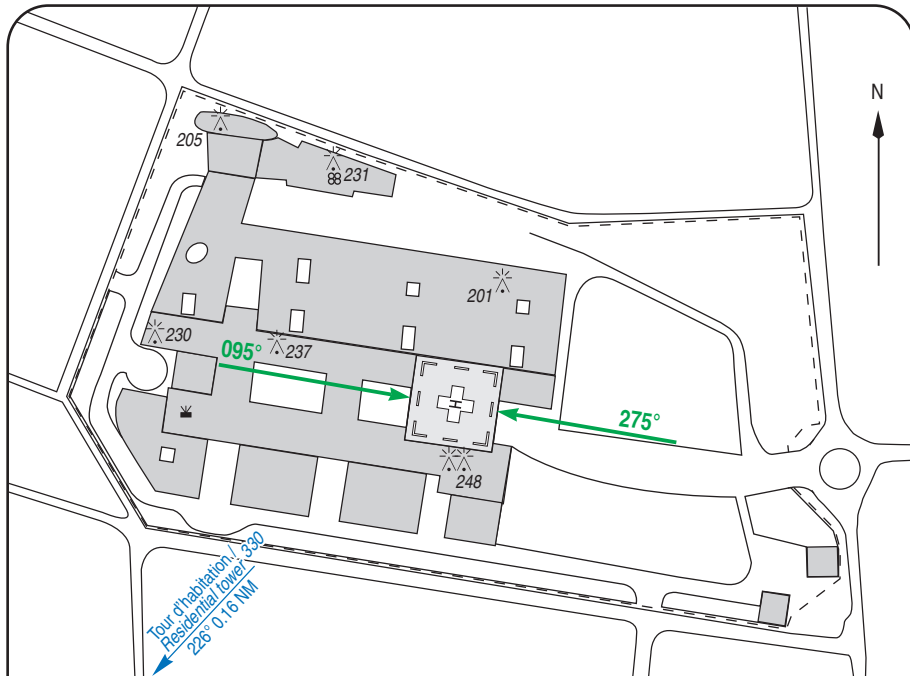 N
205
231
201
230
237
095°
275°
H
248
Tour d'habitation / 330
Residential tower
226° 0.16 NM